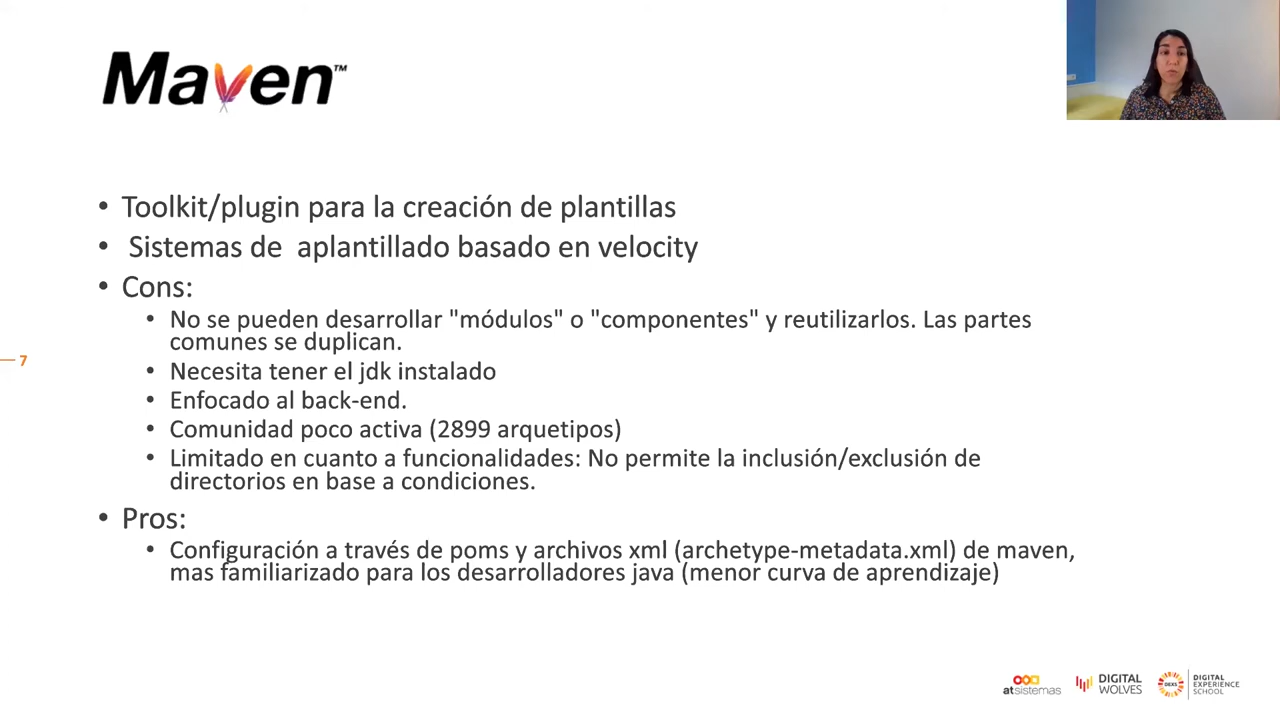 Maven™
• Toolkit/plugin para la creación de plantillas
• Sistemas de aplantillado basado en velocity
• Cons:
• No se pueden desarrollar "módulos" o "componentes" y reutilizarlos. Las partes
comunes se duplican.
• Necesita tener el jdk instalado
• Enfocado al back-end.
• Comunidad poco activa (2899 arquetipos)
• Limitado en cuanto a funcionalidades: No permite la inclusión/exclusión de
directorios en base a condiciones.
7
• Pros:
• Configuración a través de poms y archivos xml (archetype-metadata.xml) de maven,
mas familiarizado para los desarrolladores java (menor curva de aprendizaje)
atsistemas
DIGITAL
WOLVES
DEXS
DIGITAL
EXPERIENCE
SCHOOL